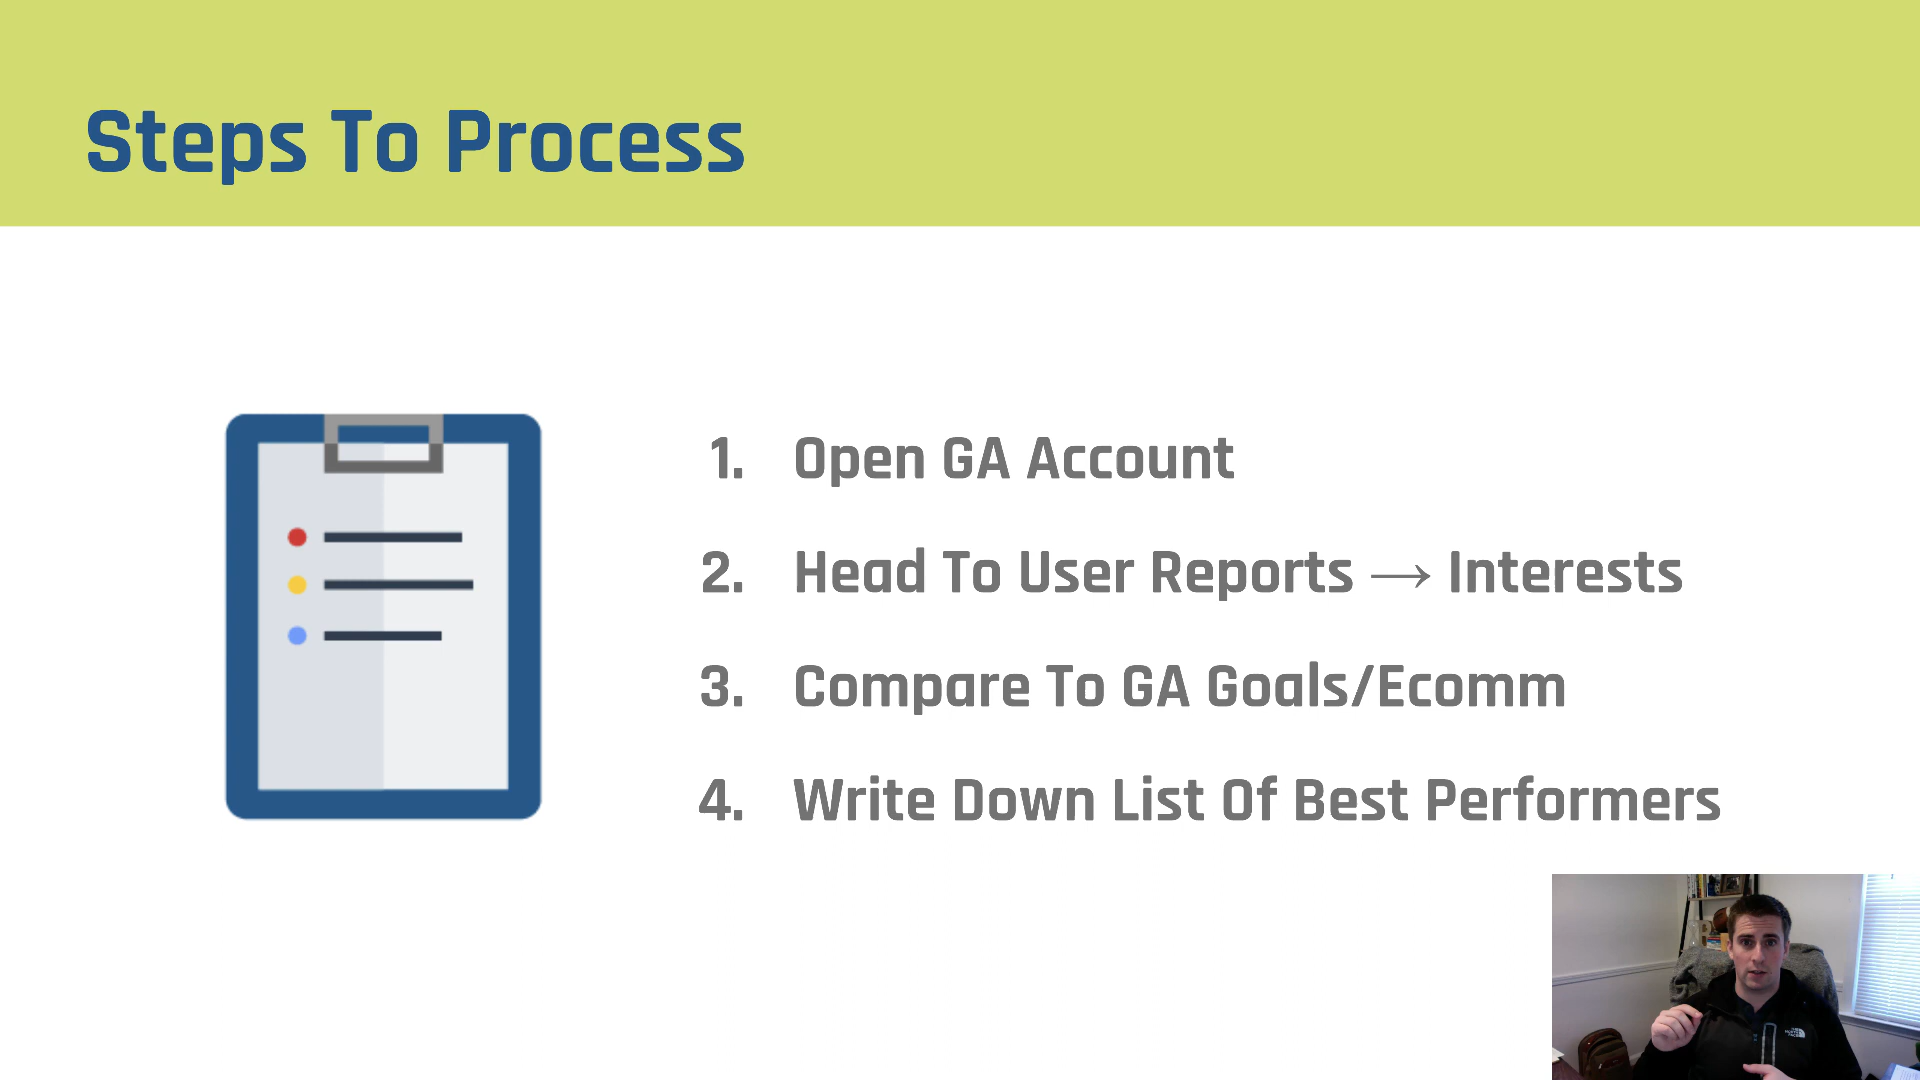 Steps To Process
1. Open GA Account
2. Head To User Reports → Interests
3. Compare To GA Goals/Ecomm
4. Write Down List Of Best Performers